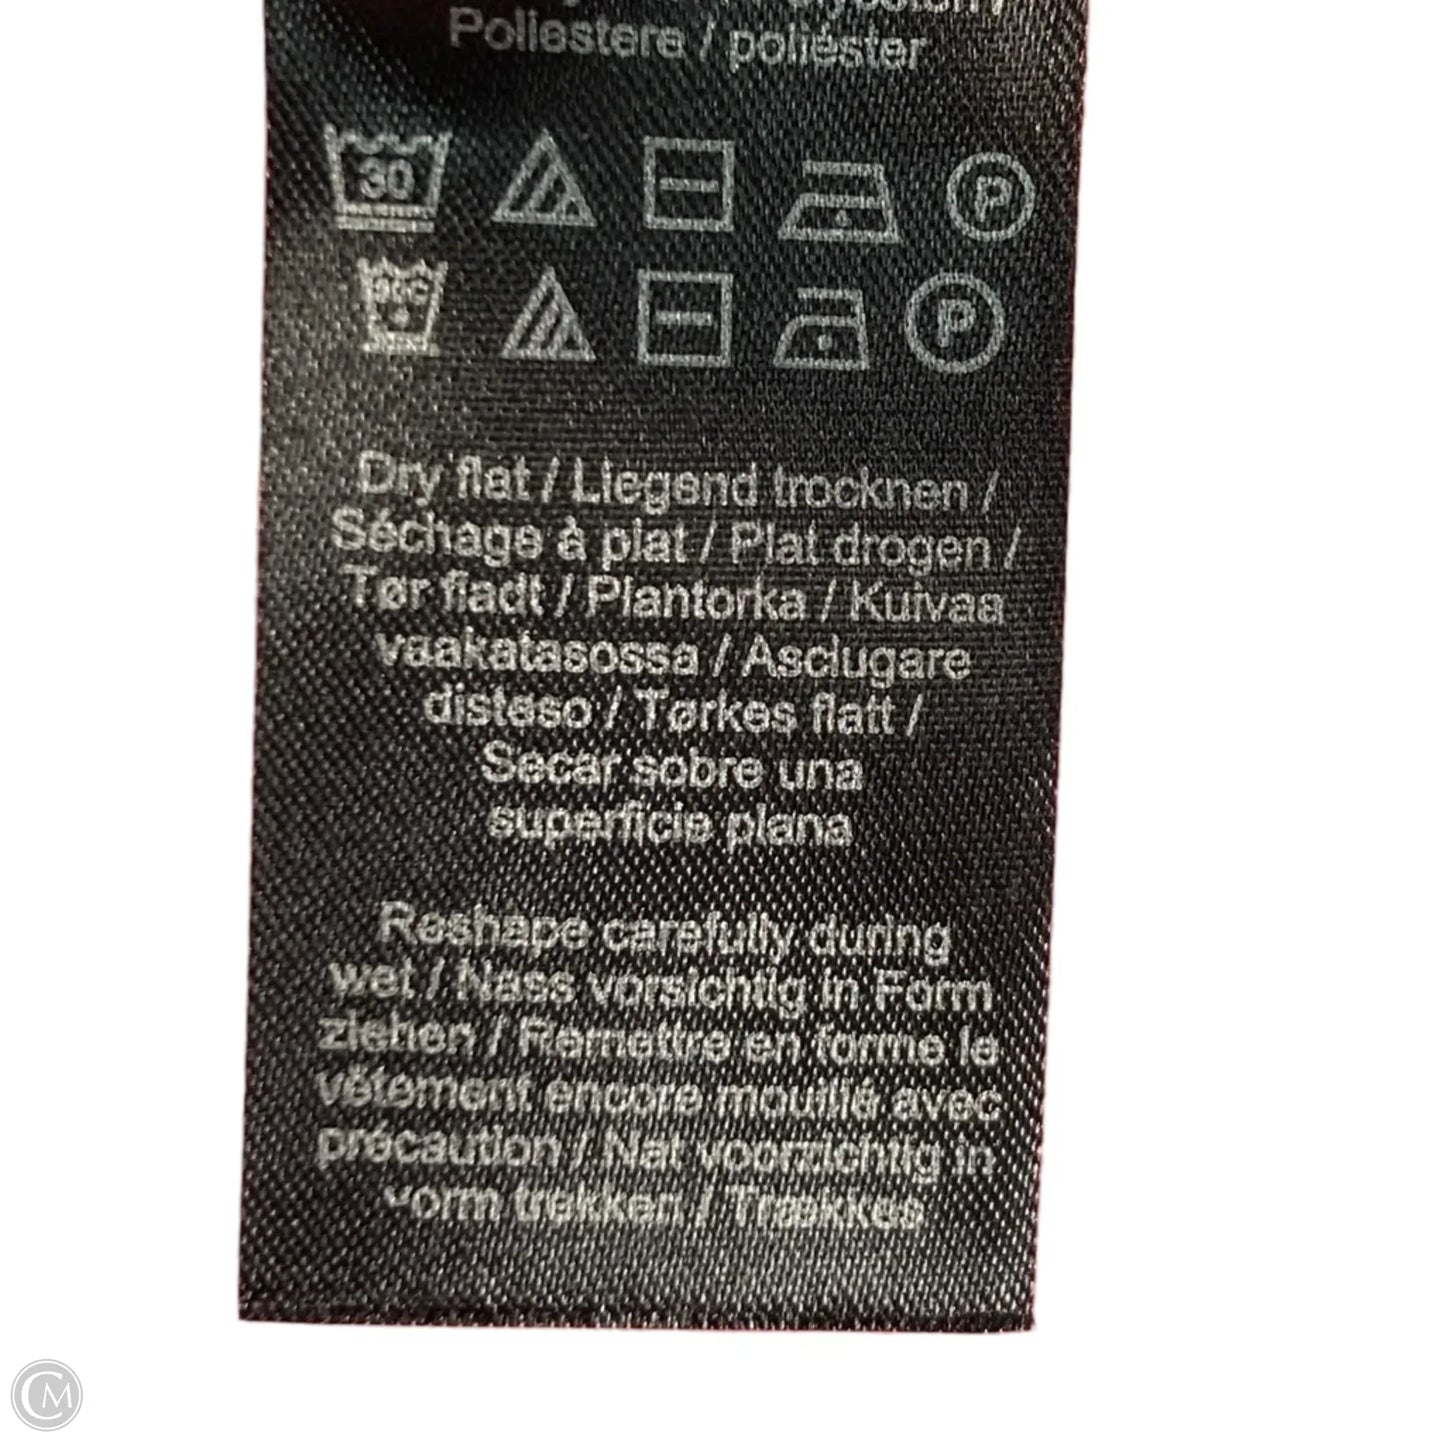 Poliestere / poliéster
30 P
30C P
Dry flat / Liegend trocknen /
Séchage à plat / Plat drogen /
Tør fladt / Plantorka / Kuivaa
vaakatasossa / Asciugare
disteso / Tørkes flatt /
Secar sobre una
superficie plana
Reshape carefully during
wet / Nass vorsichtig in Form
ziehen / Remettre en forme le
vêtement encore mouillé avec
précaution / Nat voorzichtig in
vorm trekken / Trækkes
CM